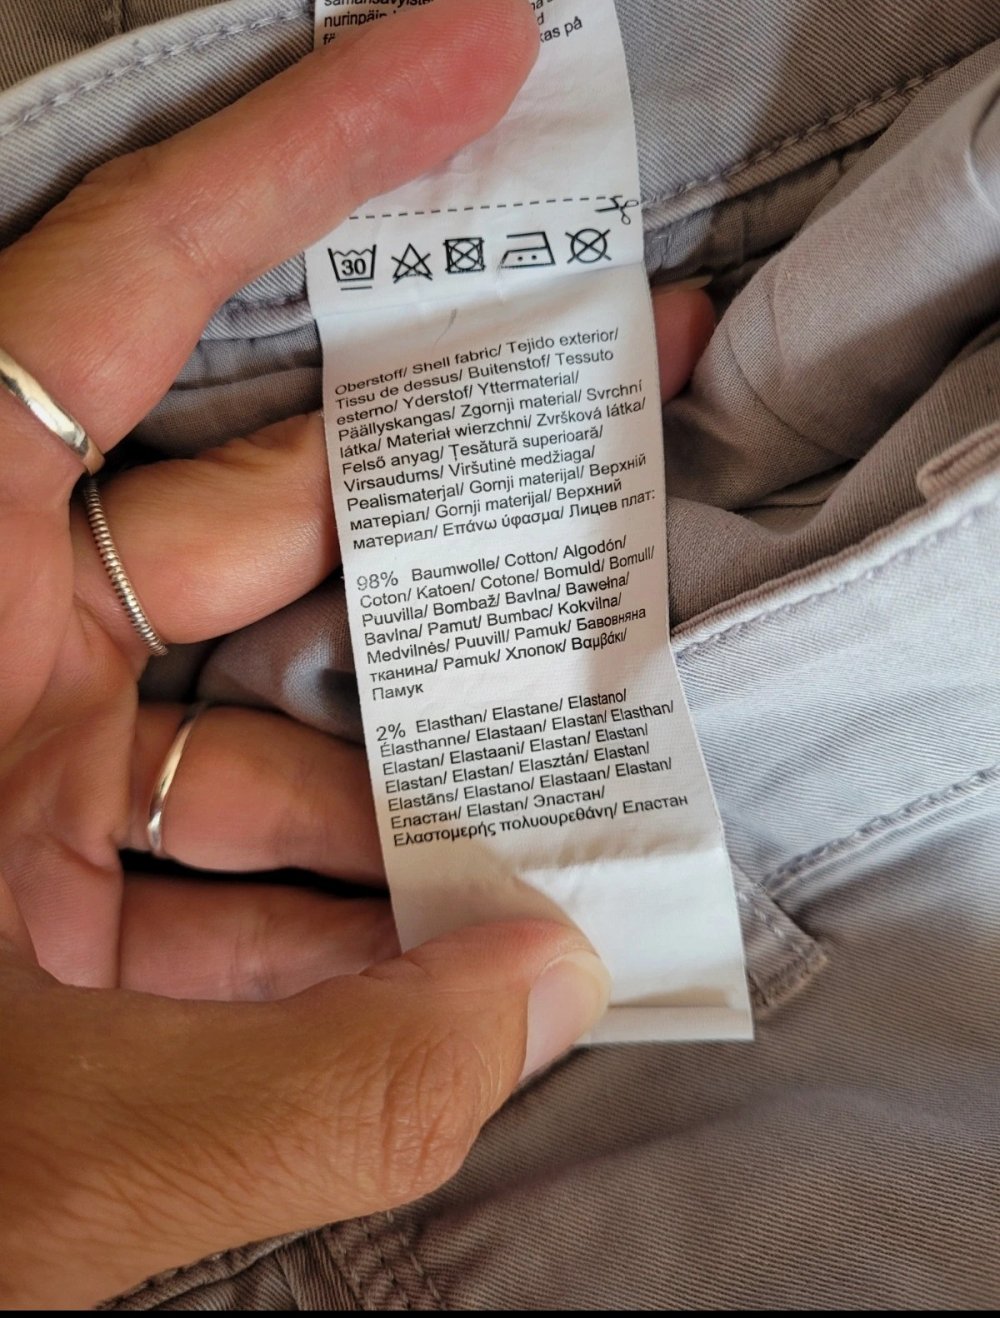 nurinpäin
kas på
30
Oberstoff/ Shell fabric/ Tejido exterior/
Tissu de dessus/ Buitenstof/ Tessuto
esterno/ Yderstof/ Yttermaterial/
Päällyskangas/ Zgornji material/ Svrchní
látka/ Materiał wierzchni/ Zvršková látka/
Felső anyag/ Țesătură superioară/
Virsaudums/ Viršutinė medžiaga/
Pealismaterjal/ Gornji materijal/ Верхній
матеріал/ Gornji materijal/ Верхний
материал/ Επάνω ύφασμα/ Лицев плат:
98% Baumwolle/ Cotton/ Algodón/
Coton/ Katoen/ Cotone/ Bomuld/ Bomull/
Puuvilla/ Bombaž/ Bavlna/ Bawełna/
Bavlna/ Pamut/ Bumbac/ Kokvilna/
Medvilnės/ Puuvill/ Pamuk/ Бавовняна
тканина/ Pamuk/ Хлопок/ Βαμβάκι/
Памук
2% Elasthan/ Elastane/ Elastano/
Élasthanne/ Elastaan/ Elastan/ Elasthan/
Elastan/ Elastaani/ Elastan/ Elastan/
Elastan/ Elastan/ Elasztán/ Elastan/
Elastāns/ Elastano/ Elastaan/ Elastan/
Еластан/ Elastan/ Эластан/
Ελαστομερής πολυουρεθάνη/ Еластан